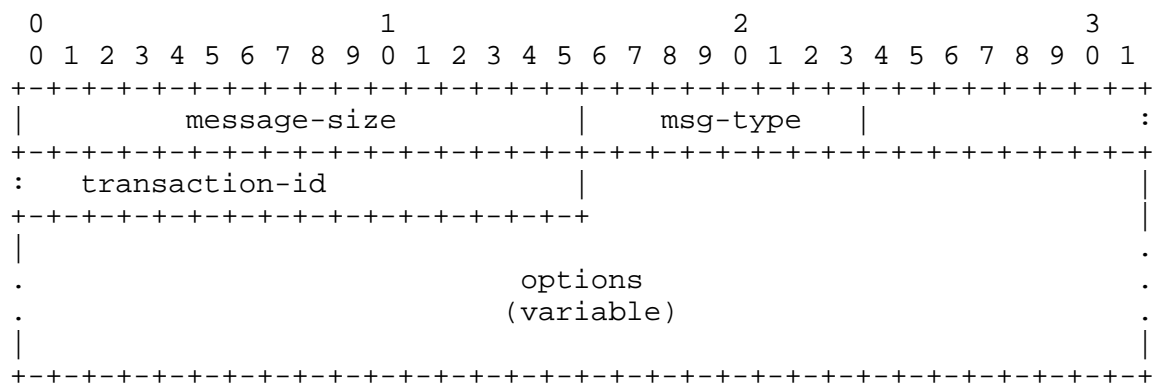 0                   1                   2                   3
 0 1 2 3 4 5 6 7 8 9 0 1 2 3 4 5 6 7 8 9 0 1 2 3 4 5 6 7 8 9 0 1
+-+-+-+-+-+-+-+-+-+-+-+-+-+-+-+-+-+-+-+-+-+-+-+-+-+-+-+-+-+-+-+-+
|         message-size          |    msg-type   |               :
+-+-+-+-+-+-+-+-+-+-+-+-+-+-+-+-+-+-+-+-+-+-+-+-+-+-+-+-+-+-+-+-+
:   transaction-id              |                               |
+-+-+-+-+-+-+-+-+-+-+-+-+-+-+-+-+                               |
|                                                               .
.                            options                            .
.                           (variable)                          .
|                                                               |
+-+-+-+-+-+-+-+-+-+-+-+-+-+-+-+-+-+-+-+-+-+-+-+-+-+-+-+-+-+-+-+-+